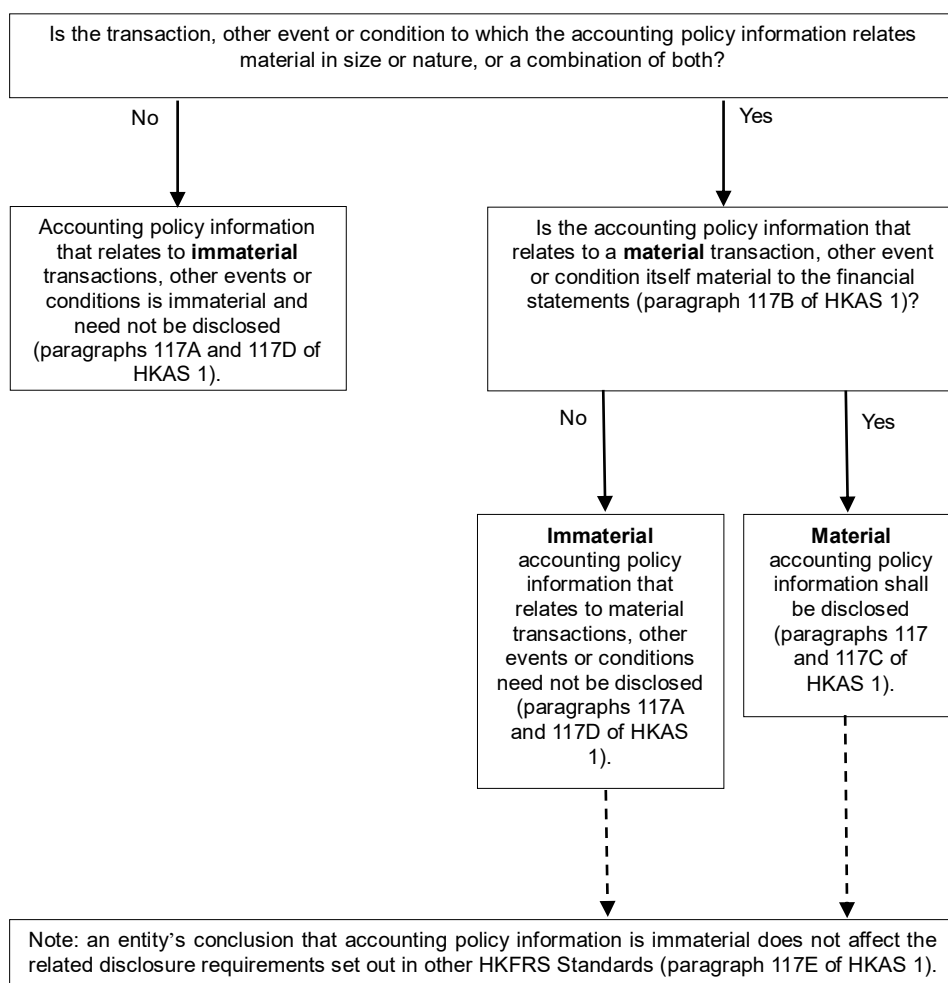 Is the transaction, other event or condition to which the accounting policy information relates
material in size or nature, or a combination of both?
No
Yes
Accounting policy information
that relates to immaterial
transactions, other events or
conditions is immaterial and
need not be disclosed
(paragraphs 117A and 117D of
HKAS 1).
Is the accounting policy information that
relates to a material transaction, other event
or condition itself material to the financial
statements (paragraph 117B of HKAS 1)?
No
Yes
Immaterial
accounting policy
information that
relates to material
transactions, other
events or conditions
need not be disclosed
(paragraphs 117A
and 117D of HKAS
1).
Material
accounting policy
information shall
be disclosed
(paragraphs 117
and 117C of
HKAS 1).
Note: an entity’s conclusion that accounting policy information is immaterial does not affect the
related disclosure requirements set out in other HKFRS Standards (paragraph 117E of HKAS 1).